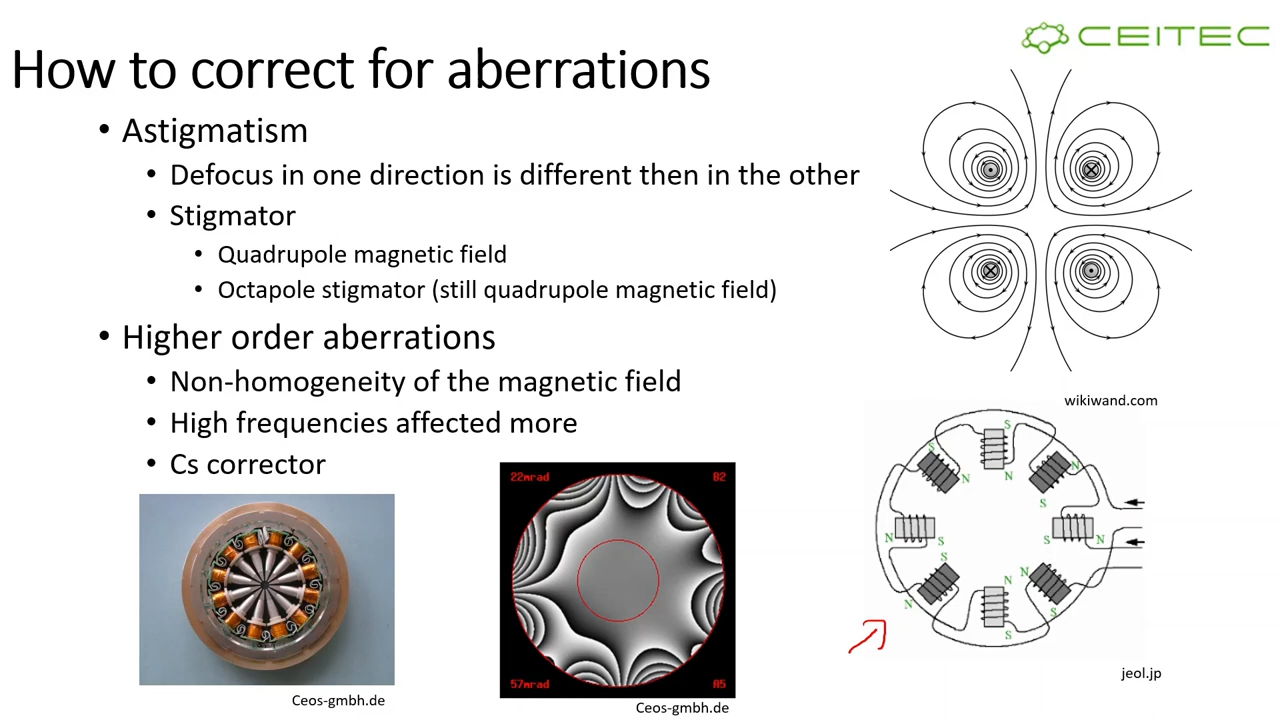 CEITEC
How to correct for aberrations
• Astigmatism
• Defocus in one direction is different then in the other
• Stigmator
• Quadrupole magnetic field
• Octapole stigmator (still quadrupole magnetic field)
• Higher order aberrations
• Non-homogeneity of the magnetic field
• High frequencies affected more
• Cs corrector
wikiwand.com
22mrad 82
57mrad A5
Ceos-gmbh.de
Ceos-gmbh.de
S
S N
N N
S
N S S N
S
N N N
S
S
jeol.jp